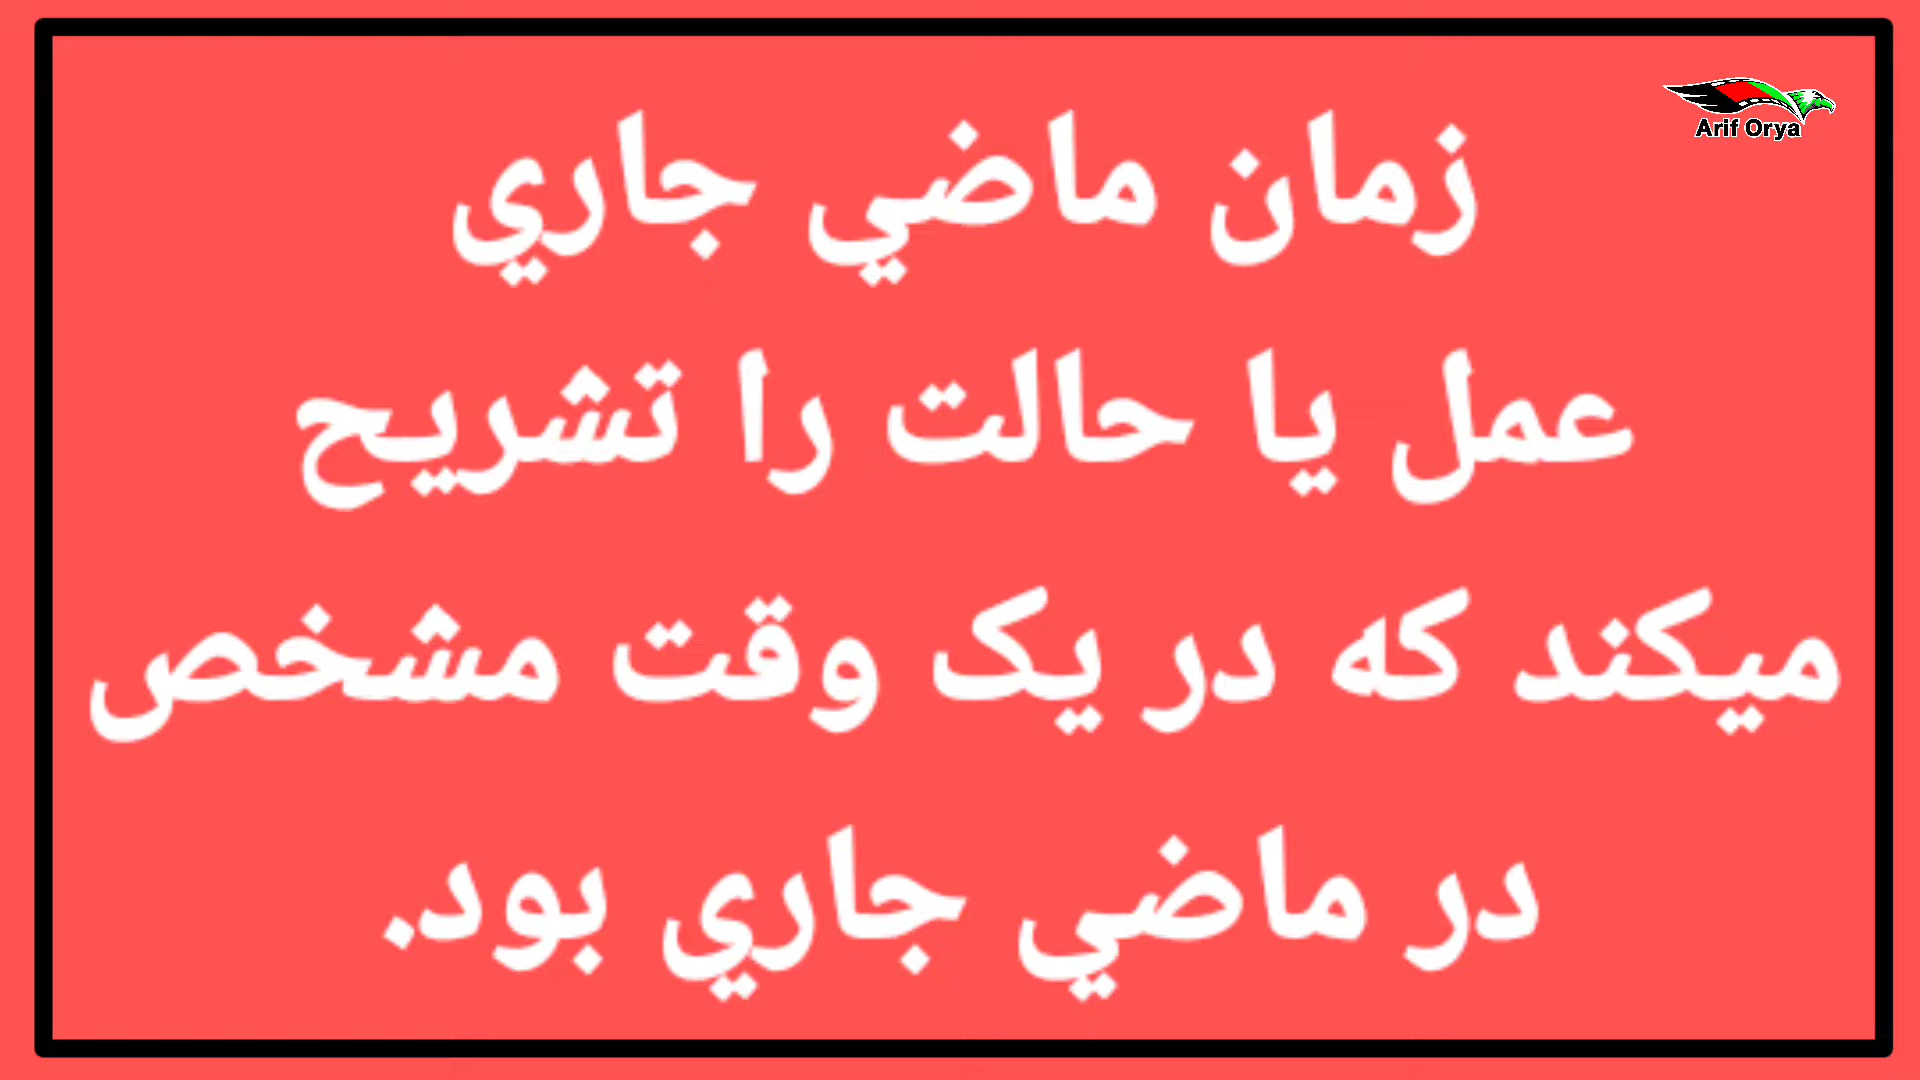 Arif Orya
زمان ماضي جاري
عمل یا حالت را تشریح
میکند که در یک وقت مشخص
در ماضي جاري بود.